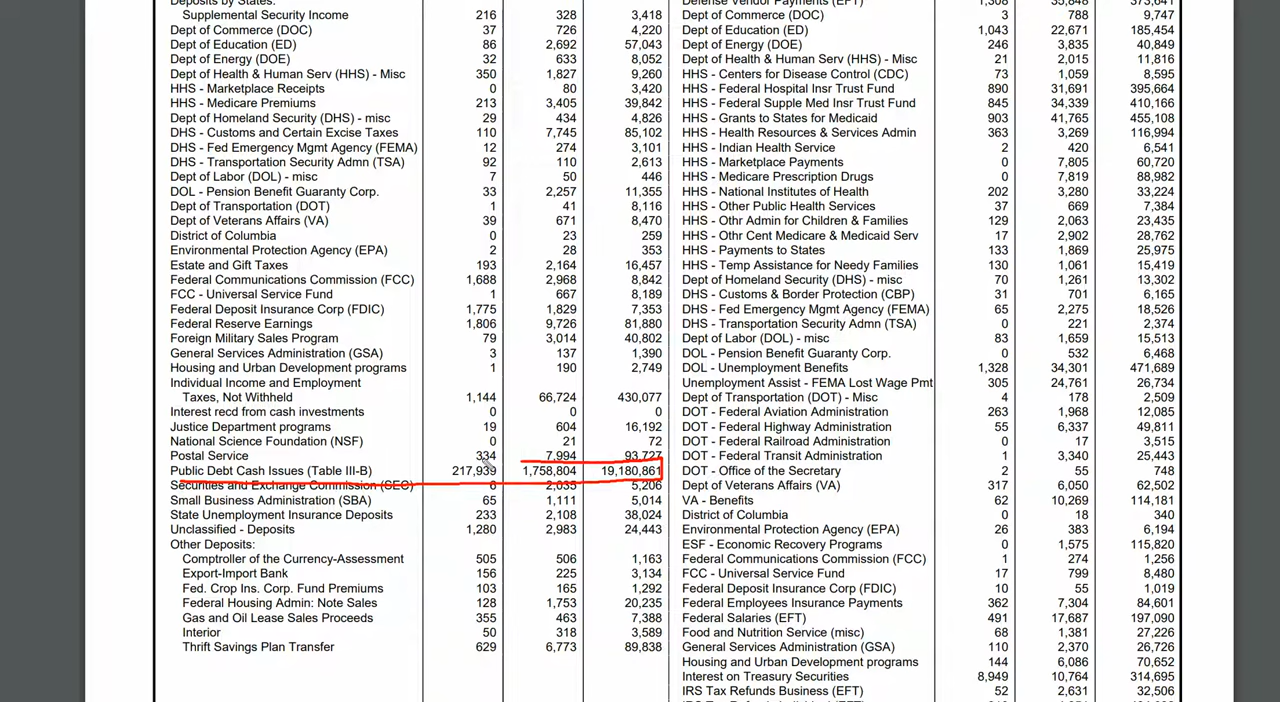 Deposits by States:
Supplemental Security Income 216 328 3,418
Dept of Commerce (DOC) 37 726 4,220
Dept of Education (ED) 86 2,692 57,043
Dept of Energy (DOE) 32 633 8,052
Dept of Health & Human Serv (HHS) - Misc 350 1,827 9,260
HHS - Marketplace Receipts 0 80 3,420
HHS - Medicare Premiums 213 3,405 39,842
Dept of Homeland Security (DHS) - misc 29 434 4,826
DHS - Customs and Certain Excise Taxes 110 7,745 85,102
DHS - Fed Emergency Mgmt Agency (FEMA) 12 274 3,101
DHS - Transportation Security Admn (TSA) 92 110 2,613
Dept of Labor (DOL) - misc 7 50 446
DOL - Pension Benefit Guaranty Corp. 33 2,257 11,355
Dept of Transportation (DOT) 1 41 8,116
Dept of Veterans Affairs (VA) 39 671 8,470
District of Columbia 0 23 259
Environmental Protection Agency (EPA) 2 28 353
Estate and Gift Taxes 193 2,164 16,457
Federal Communications Commission (FCC) 1,688 2,968 8,842
FCC - Universal Service Fund 1 667 8,189
Federal Deposit Insurance Corp (FDIC) 1,775 1,829 7,353
Federal Reserve Earnings 1,806 9,726 81,880
Foreign Military Sales Program 79 3,014 40,802
General Services Administration (GSA) 3 137 1,390
Housing and Urban Development programs 1 190 2,749
Individual Income and Employment
Taxes, Not Withheld 1,144 66,724 430,077
Interest recd from cash investments 0 0 0
Justice Department programs 19 604 16,192
National Science Foundation (NSF) 0 21 72
Postal Service 334 7,994 93,727
Public Debt Cash Issues (Table III-B) 217,939 1,758,804 19,180,861
Securities and Exchange Commission (SEC) 6 2,035 5,206
Small Business Administration (SBA) 65 1,111 5,014
State Unemployment Insurance Deposits 233 2,108 38,024
Unclassified - Deposits 1,280 2,983 24,443
Other Deposits:
Comptroller of the Currency-Assessment 505 506 1,163
Export-Import Bank 156 225 3,134
Fed. Crop Ins. Corp. Fund Premiums 103 165 1,292
Federal Housing Admin: Note Sales 128 1,753 20,235
Gas and Oil Lease Sales Proceeds 355 463 7,388
Interior 50 318 3,589
Thrift Savings Plan Transfer 629 6,773 89,838
Defense Vendor Payments (EFT) 1,308 35,848 373,641
Dept of Commerce (DOC) 3 788 9,747
Dept of Education (ED) 1,043 22,671 185,454
Dept of Energy (DOE) 246 3,835 40,849
Dept of Health & Human Serv (HHS) - Misc 21 2,015 11,816
HHS - Centers for Disease Control (CDC) 73 1,059 8,595
HHS - Federal Hospital Insr Trust Fund 890 31,691 395,664
HHS - Federal Supple Med Insr Trust Fund 845 34,339 410,166
HHS - Grants to States for Medicaid 903 41,765 455,108
HHS - Health Resources & Services Admin 363 3,269 116,994
HHS - Indian Health Service 2 420 6,541
HHS - Marketplace Payments 0 7,805 60,720
HHS - Medicare Prescription Drugs 0 7,819 88,982
HHS - National Institutes of Health 202 3,280 33,224
HHS - Other Public Health Services 37 669 7,384
HHS - Othr Admin for Children & Families 129 2,063 23,435
HHS - Othr Cent Medicare & Medicaid Serv 17 2,902 28,762
HHS - Payments to States 133 1,869 25,975
HHS - Temp Assistance for Needy Families 130 1,061 15,419
Dept of Homeland Security (DHS) - misc 70 1,261 13,302
DHS - Customs & Border Protection (CBP) 31 701 6,165
DHS - Fed Emergency Mgmt Agency (FEMA) 65 2,275 18,526
DHS - Transportation Security Admn (TSA) 0 221 2,374
Dept of Labor (DOL) - misc 83 1,659 15,513
DOL - Pension Benefit Guaranty Corp. 0 532 6,468
DOL - Unemployment Benefits 1,328 34,301 471,689
Unemployment Assist - FEMA Lost Wage Pmt 305 24,761 26,734
Dept of Transportation (DOT) - Misc 4 178 2,509
DOT - Federal Aviation Administration 263 1,968 12,085
DOT - Federal Highway Administration 55 6,337 49,811
DOT - Federal Railroad Administration 0 17 3,515
DOT - Federal Transit Administration 1 3,340 25,443
DOT - Office of the Secretary 2 55 748
Dept of Veterans Affairs (VA) 317 6,050 62,502
VA - Benefits 62 10,269 114,181
District of Columbia 0 18 340
Environmental Protection Agency (EPA) 26 383 6,194
ESF - Economic Recovery Programs 0 1,575 115,820
Federal Communications Commission (FCC) 1 274 1,256
FCC - Universal Service Fund 17 799 8,480
Federal Deposit Insurance Corp (FDIC) 10 55 1,019
Federal Employees Insurance Payments 362 7,304 84,601
Federal Salaries (EFT) 491 17,687 197,090
Food and Nutrition Service (misc) 68 1,381 27,226
General Services Administration (GSA) 110 2,370 26,726
Housing and Urban Development programs 144 6,086 70,652
Interest on Treasury Securities 8,949 10,764 314,695
IRS Tax Refunds Business (EFT) 52 2,631 32,506